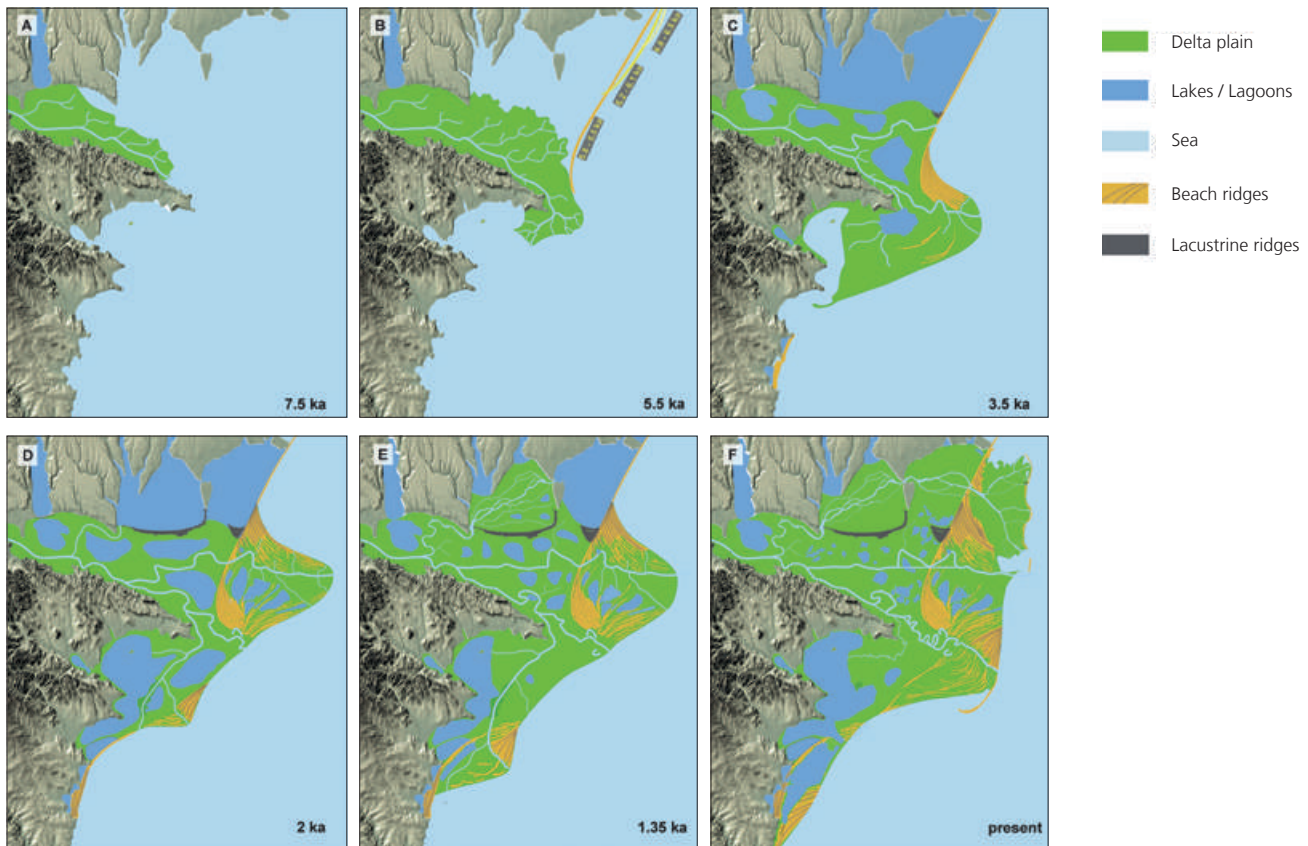 A
7.5 ka
B
5.5 ka
C
3.5 ka
Delta plain
Lakes / Lagoons
Sea
Beach ridges
Lacustrine ridges
D
2 ka
E
1.35 ka
F
present